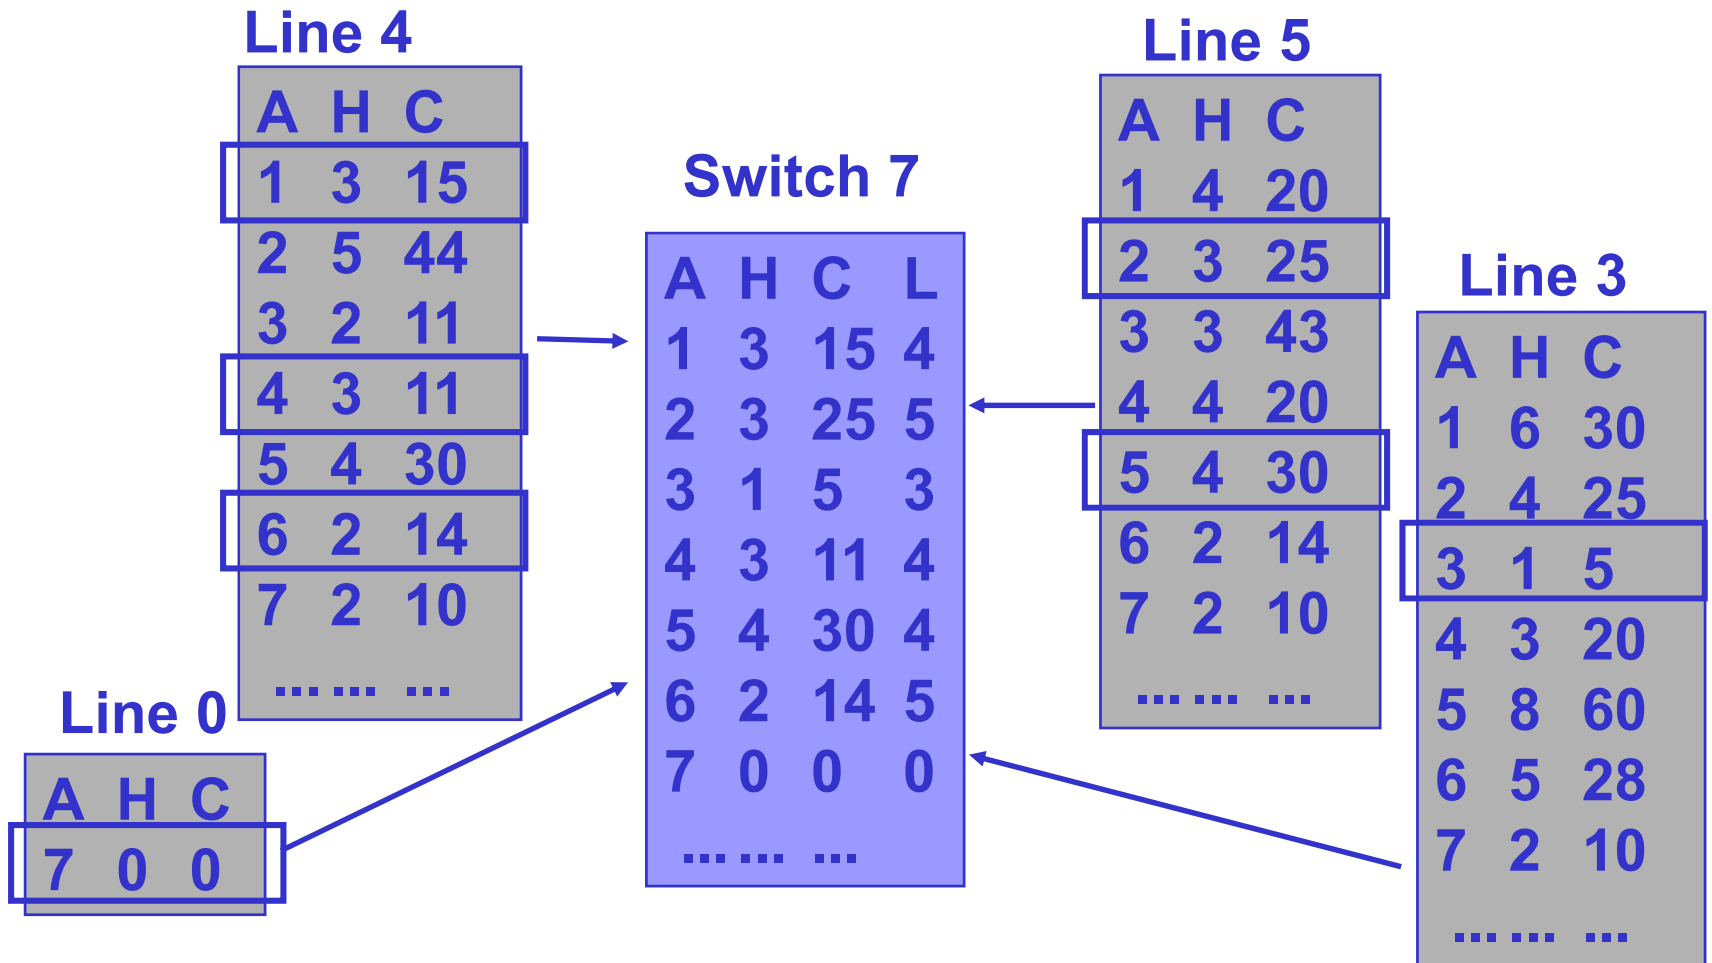 Line 4
A H C
1 3 15
2 5 44
3 2 11
4 3 11
5 4 30
6 2 14
7 2 10
... ... ...
Line 0
A H C
7 0 0
Switch 7
A H C L
1 3 15 4
2 3 25 5
3 1 5 3
4 3 11 4
5 4 30 4
6 2 14 5
7 0 0 0
... ... ...
Line 5
A H C
1 4 20
2 3 25
3 3 43
4 4 20
5 4 30
6 2 14
7 2 10
... ... ...
Line 3
A H C
1 6 30
2 4 25
3 1 5
4 3 20
5 8 60
6 5 28
7 2 10
... ... ...